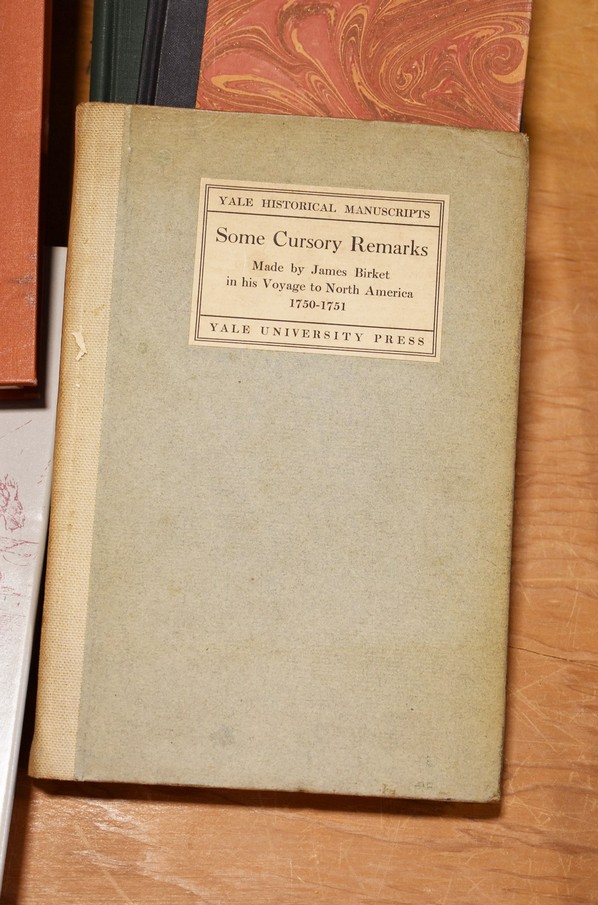 YALE HISTORICAL MANUSCRIPTS
Some Cursory Remarks
Made by James Birket
in his Voyage to North America
1750-1751
YALE UNIVERSITY PRESS